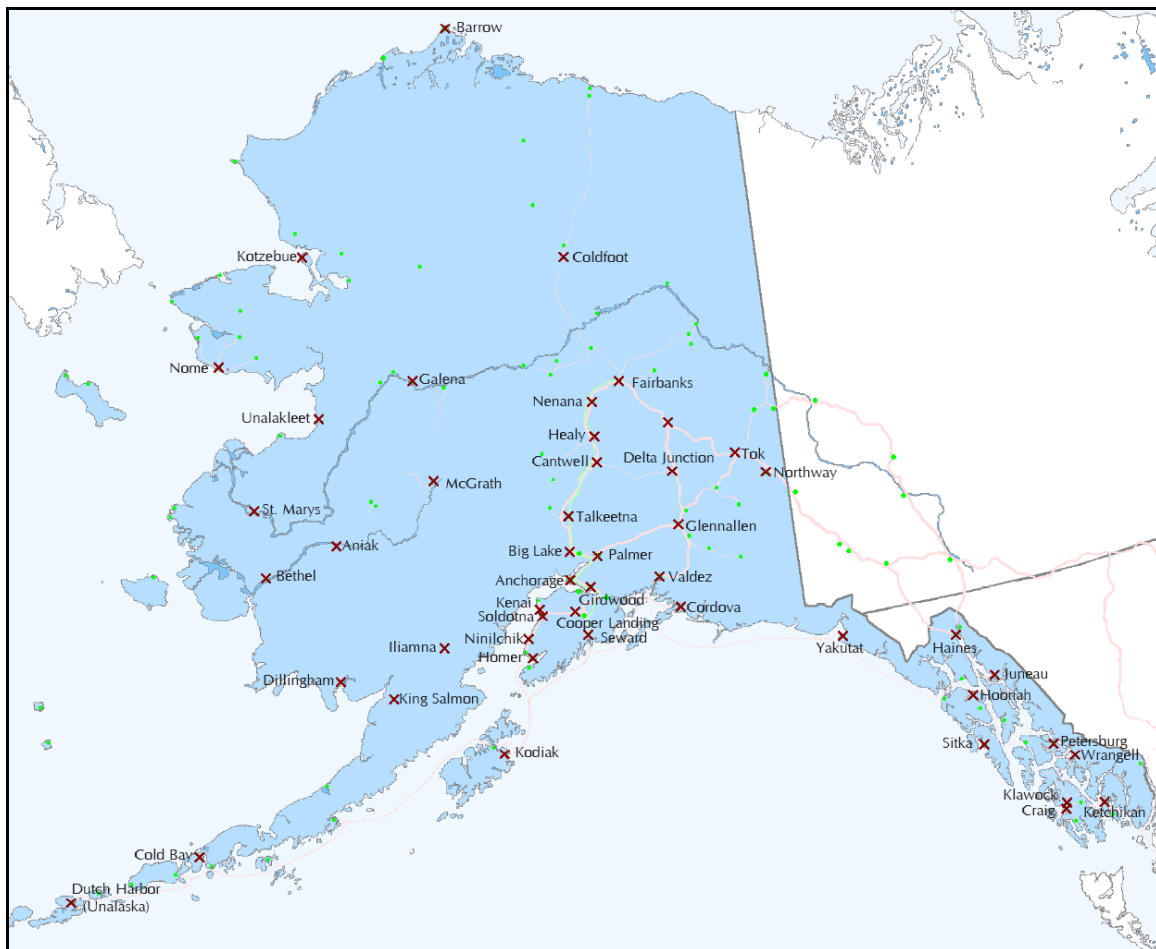 Barrow
Kotzebue
Coldfoot
Nome
Galena
Fairbanks
Nenana
Unalakleet
Healy
Cantwell
Delta Junction
Tok
Northway
McGrath
St. Marys
Talkeetna
Glennallen
Aniak
Big Lake
Palmer
Bethel
Anchorage
Valdez
Girdwood
Kenai
Soldotna
Cordova
Cooper Landing
Ninilchik
Seward
Iliamna
Homer
Yakutat
Haines
Dillingham
King Salmon
Juneau
Hoonah
Kodiak
Sitka
Petersburg
Wrangell
Klawock
Craig
Ketchikan
Cold Bay
Dutch Harbor
(Unalaska)